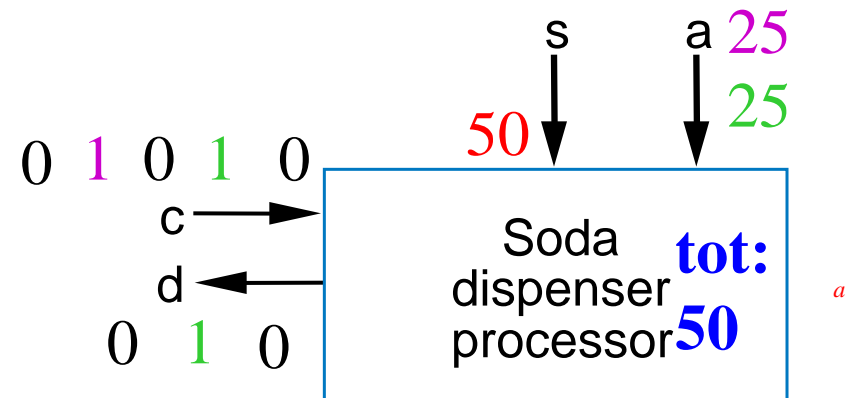 s a 25
25
50
0 1 0 1 0
c
d
0 1 0
Soda
dispenser
processor
tot:
50
a